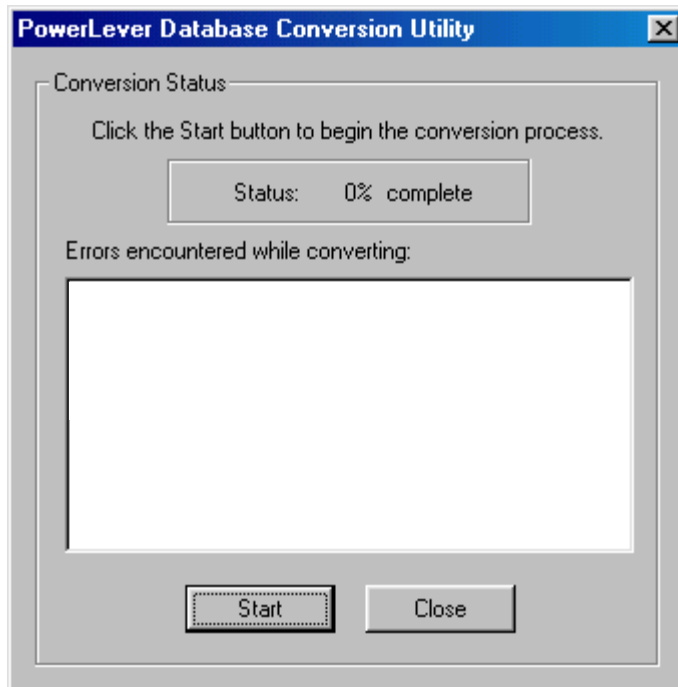 PowerLever Database Conversion Utility
Conversion Status
Click the Start button to begin the conversion process.
Status: 0% complete
Errors encountered while converting:
Start Close